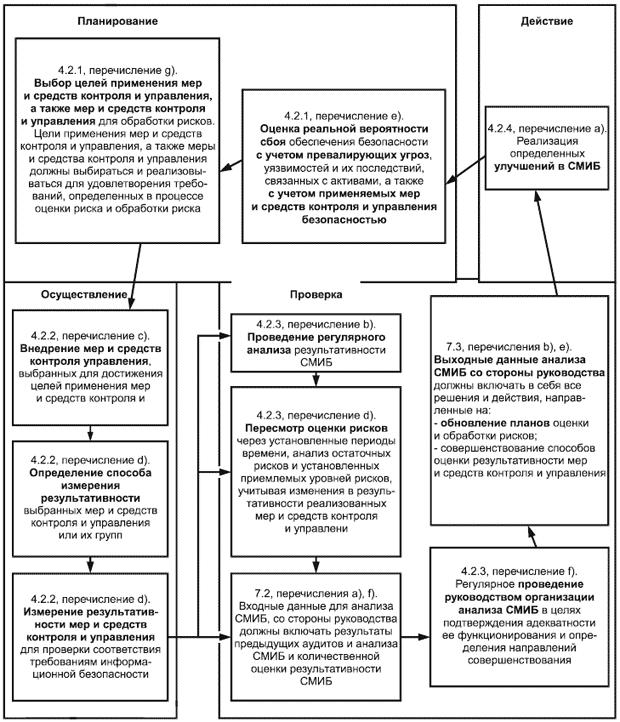 Планирование
4.2.1, перечисление g).
Выбор целей применения мер
и средств контроля и управления,
а также мер и средств контроля
и управления для обработки рисков.
Цели применения мер и средств
контроля и управления, а также меры
и средства контроля и управления
должны выбираться и реализовы-
ваться для удовлетворения требо-
ваний, определенных в процессе
оценки риска и обработки риска
4.2.1, перечисление e).
Оценка реальной вероятности
сбоя обеспечения безопасности
с учетом превалирующих угроз,
уязвимостей и их последствий,
связанных с активами, а также
с учетом применяемых мер
и средств контроля и управления
безопасностью
Действие
4.2.4, перечисление a).
Реализация
определенных
улучшений в СМИБ
Осуществление
4.2.2, перечисление c).
Внедрение мер и средств
контроля управления,
выбранных для достижения
целей применения мер
и средств контроля и
4.2.2, перечисление d).
Определение способа
измерения
результативности
выбранных мер и средств
контроля и управления
или их групп
4.2.2, перечисление d).
Измерение результатив-
ности мер и средств
контроля и управления
для проверки соответствия
требованиям информа-
ционной безопасности
Проверка
4.2.3, перечисление b).
Проведение регулярного
анализа результативности
СМИБ
4.2.3, перечисление d).
Пересмотр оценки рисков
через установленные периоды
времени, анализ остаточных
рисков и установленных
приемлемых уровней рисков,
учитывая изменения в резуль-
тативности реализованных
мер и средств контроля
и управлени
7.2, перечисления a), f).
Входные данные для анализа
СМИБ, со стороны руководства
должны включать результаты
предыдущих аудитов и анализа
СМИБ и количественной
оценки результативности
СМИБ
7.3, перечисления b), e).
Выходные данные анализа
СМИБ со стороны руководства
должны включать в себя все
решения и действия, направ-
ленные на:
- обновление планов оценки
и обработки рисков;
- совершенствование способов
оценки результативности мер
и средств контроля и управления
4.2.3, перечисление f).
Регулярное проведение
руководством организации
анализа СМИБ в целях
подтверждения адекватности
ее функционирования и опре-
деления направлений
совершенствования